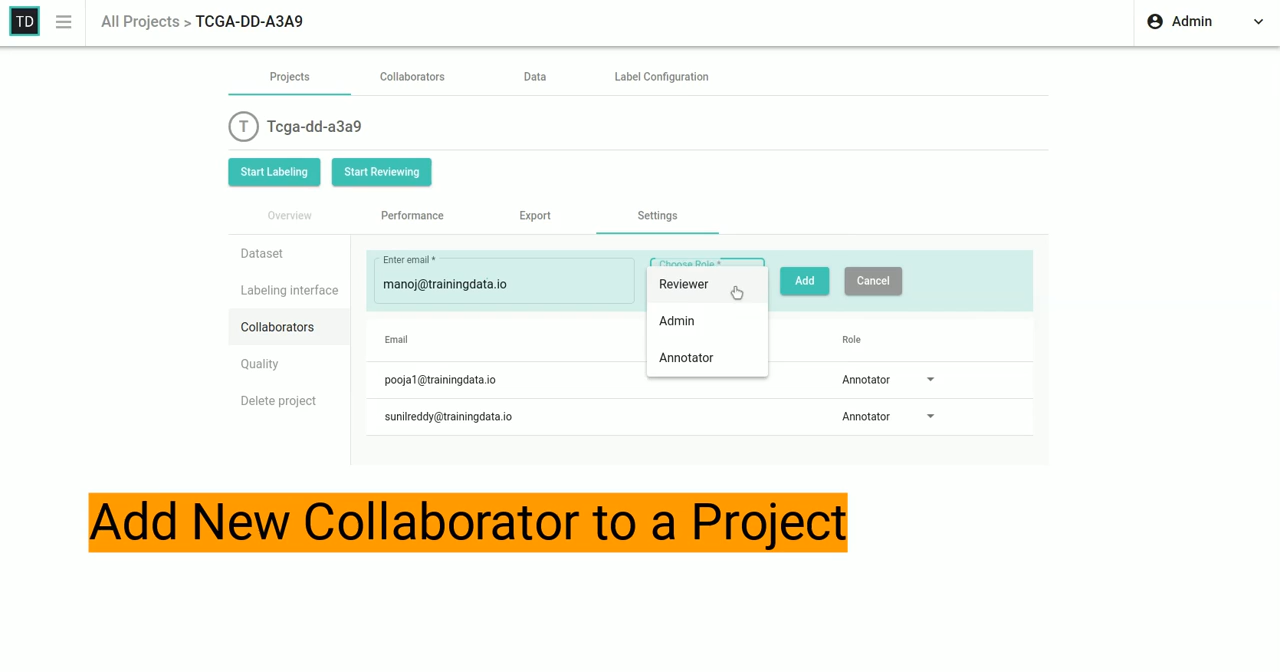 TD All Projects > TCGA-DD-A3A9 Admin
Projects Collaborators Data Label Configuration
T Tcga-dd-a3a9
Start Labeling Start Reviewing
Overview Performance Export Settings
Dataset
Labeling interface
Collaborators
Quality
Delete project
Enter email * Choose Role *
manoj@trainingdata.io Reviewer Add Cancel
Admin
Annotator
Email Role
pooja1@trainingdata.io Annotator
sunilreddy@trainingdata.io Annotator
Add New Collaborator to a Project